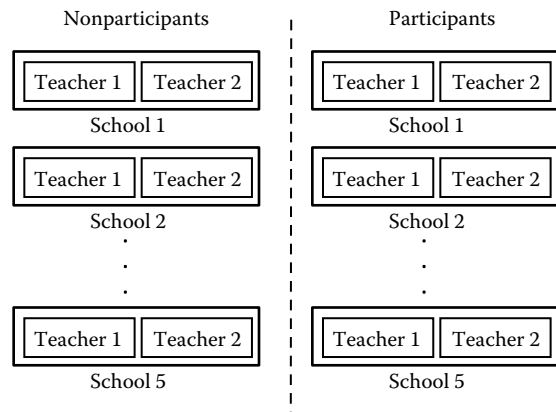 Nonparticipants Participants
Teacher 1 Teacher 2 Teacher 1 Teacher 2
School 1 School 1
Teacher 1 Teacher 2 Teacher 1 Teacher 2
School 2 School 2
Teacher 1 Teacher 2 Teacher 1 Teacher 2
School 5 School 5